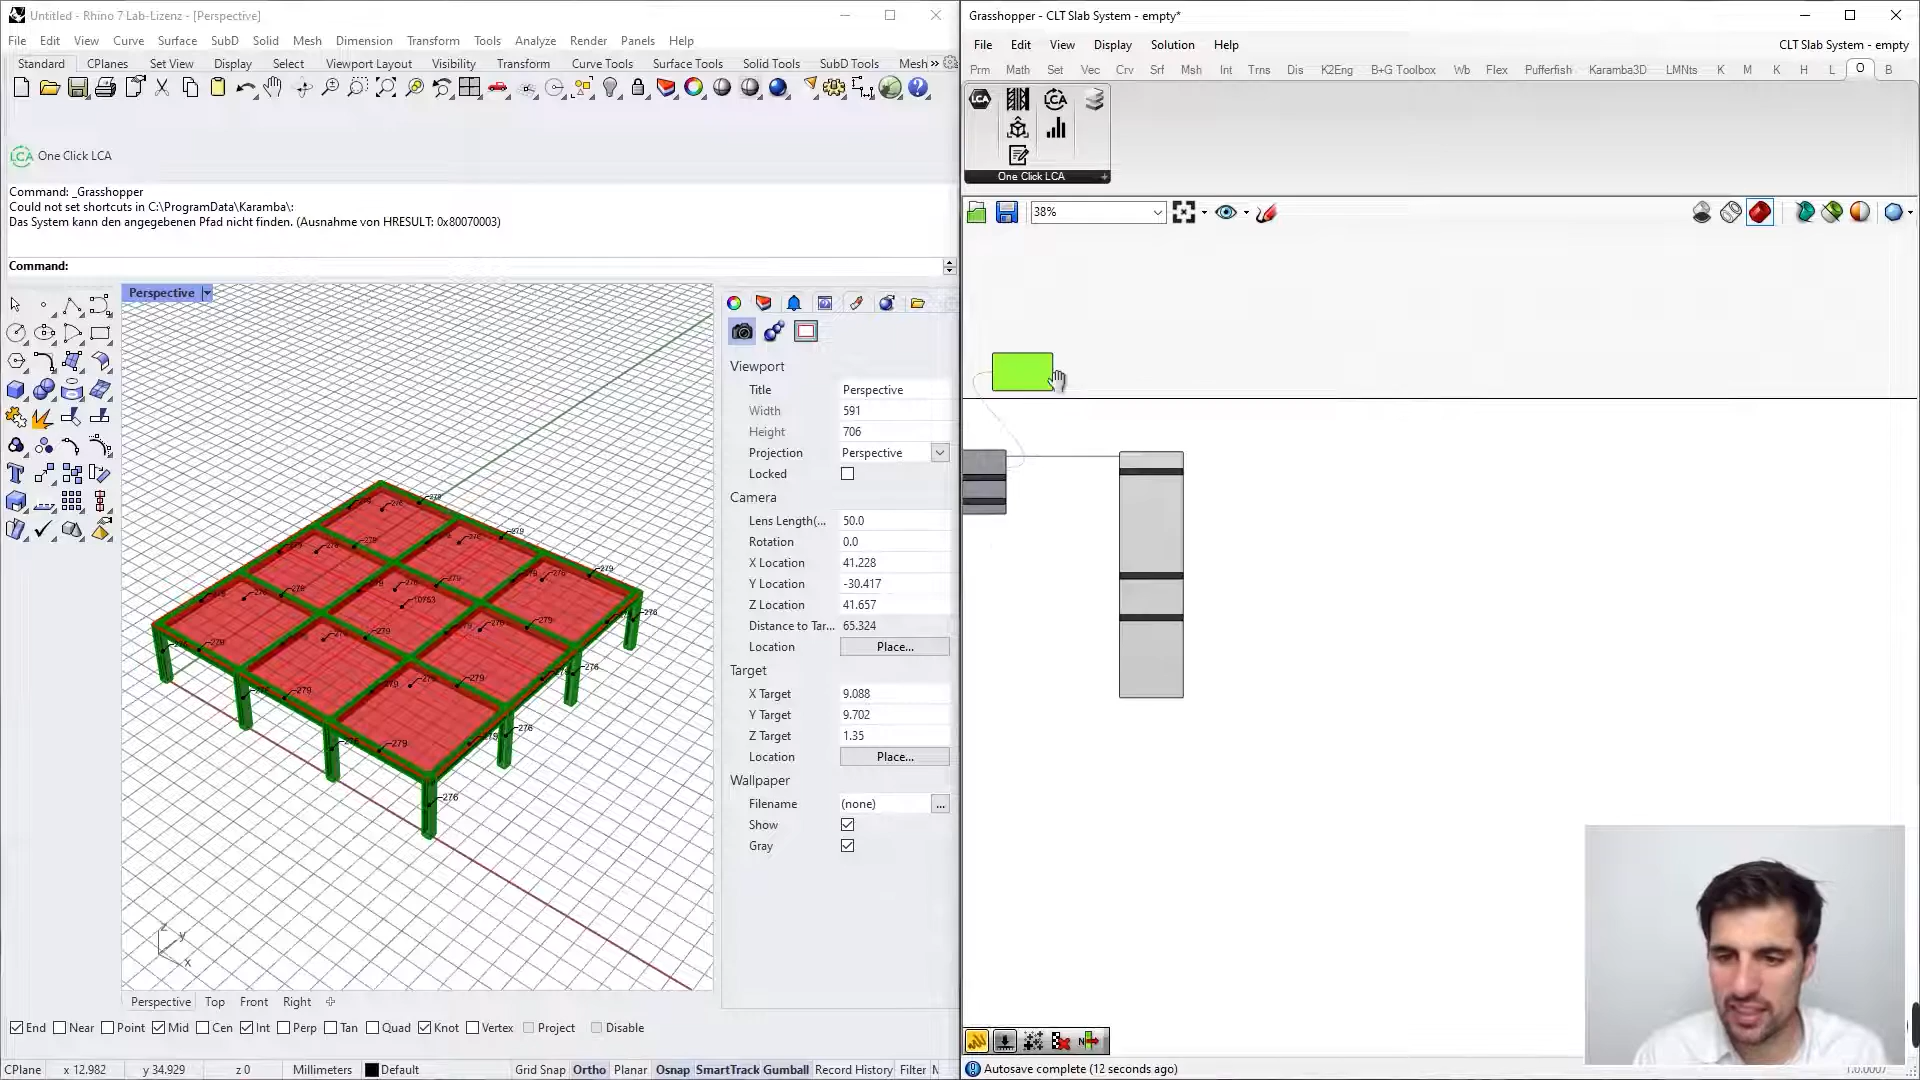 Untitled - Rhino 7 Lab-Lizenz - [Perspective]
File Edit View Curve Surface SubD Solid Mesh Dimension Transform Tools Analyze Render Panels Help
Standard CPlanes Set View Display Select Viewport Layout Visibility Transform Curve Tools Surface Tools Solid Tools SubD Tools Mesh »
LCA One Click LCA
Command: _Grasshopper
Could not set shortcuts in C:\ProgramData\Karamba\:
Das System kann den angegebenen Pfad nicht finden. (Ausnahme von HRESULT: 0x80070003)
Command:
Perspective
Viewport
Title Perspective
Width 591
Height 706
Projection Perspective
Locked
Camera
Lens Length(... 50.0
Rotation 0.0
X Location 41.228
Y Location -30.417
Z Location 41.657
Distance to Tar... 65.324
Location Place...
Target
X Target 9.088
Y Target 9.702
Z Target 1.35
Location Place...
Wallpaper
Filename (none) ...
Show
Gray
276
z
y
x
Perspective Top Front Right
End Near Point Mid Cen Int Perp Tan Quad Knot Vertex Project Disable
CPlane x 12.982 y 34.929 z 0 Millimeters Default Grid Snap Ortho Planar Osnap SmartTrack Gumball Record History Filter
Grasshopper - CLT Slab System - empty*
File Edit View Display Solution Help CLT Slab System - empty
Prm Math Set Vec Crv Srf Msh Int Trns Dis K2Eng B+G Toolbox Wb Flex Pufferfish Karamba3D LMNts K M K H L O B
LCA LCA
One Click LCA +
38%
Autosave complete (12 seconds ago)
1.0.0007